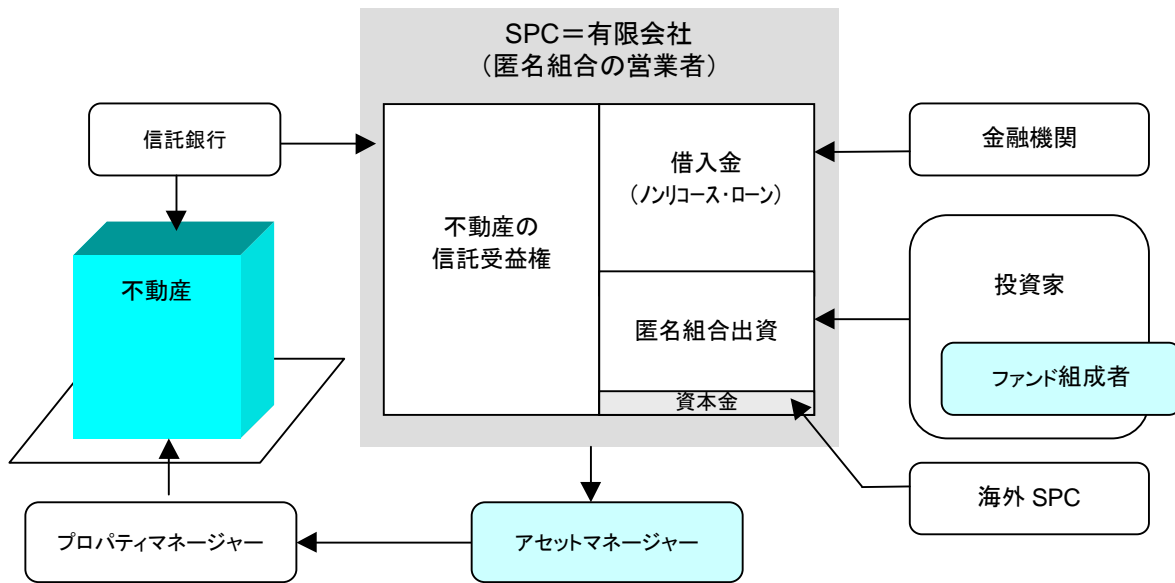 SPC=有限会社
(匿名組合の営業者)
信託銀行
不動産
不動産の
信託受益権
借入金
(ノンリコース・ローン)
匿名組合出資
資本金
金融機関
投資家
ファンド組成者
海外 SPC
プロパティマネージャー
アセットマネージャー